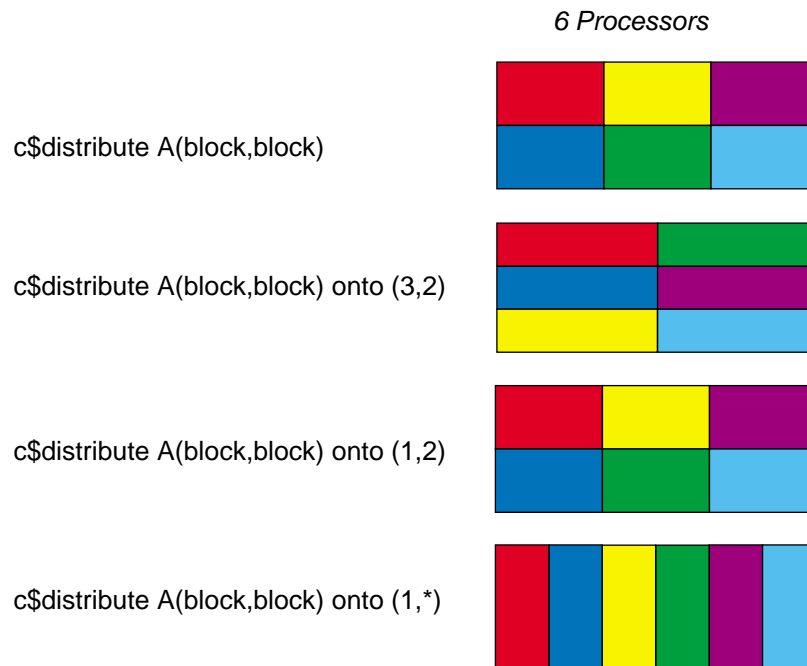 6 Processors
c$distribute A(block,block)
c$distribute A(block,block) onto (3,2)
c$distribute A(block,block) onto (1,2)
c$distribute A(block,block) onto (1,*)